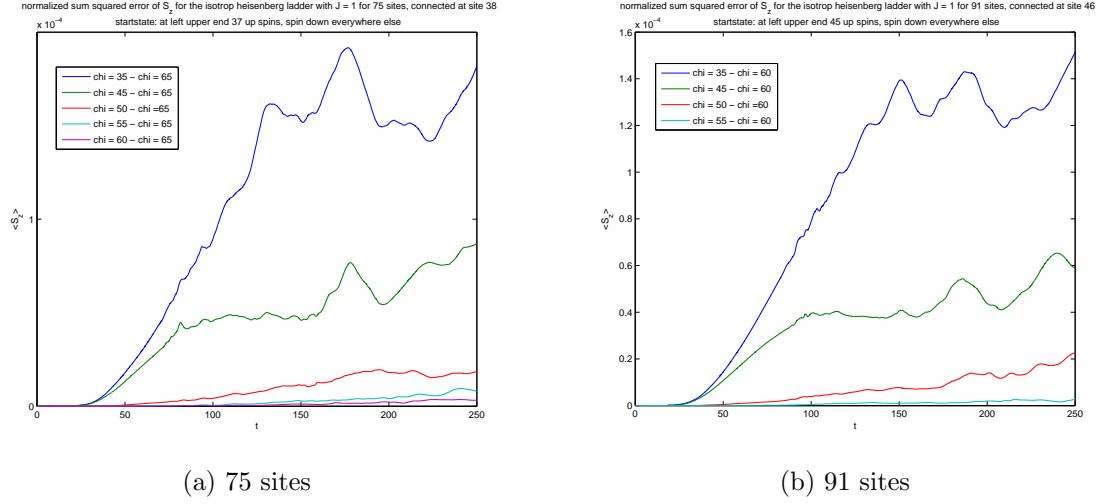 normalized sum squared error of S_z for the isotrop heisenberg ladder with J = 1 for 75 sites, connected at site 38
startstate: at left upper end 37 up spins, spin down everywhere else
x 10^-4
chi = 35 − chi = 65
chi = 45 − chi = 65
chi = 50 − chi =65
chi = 55 − chi = 65
chi = 60 − chi = 65
<S_z>
1
0
0 50 100 150 200 250
t
(a) 75 sites
normalized sum squared error of S_z for the isotrop heisenberg ladder with J = 1 for 91 sites, connected at site 46
startstate: at left upper end 45 up spins, spin down everywhere else
x 10^-4
chi = 35 − chi = 60
chi = 45 − chi = 60
chi = 50 − chi =60
chi = 55 − chi = 60
<S_z>
1.6
1.4
1.2
1
0.8
0.6
0.4
0.2
0
0 50 100 150 200 250
t
(b) 91 sites